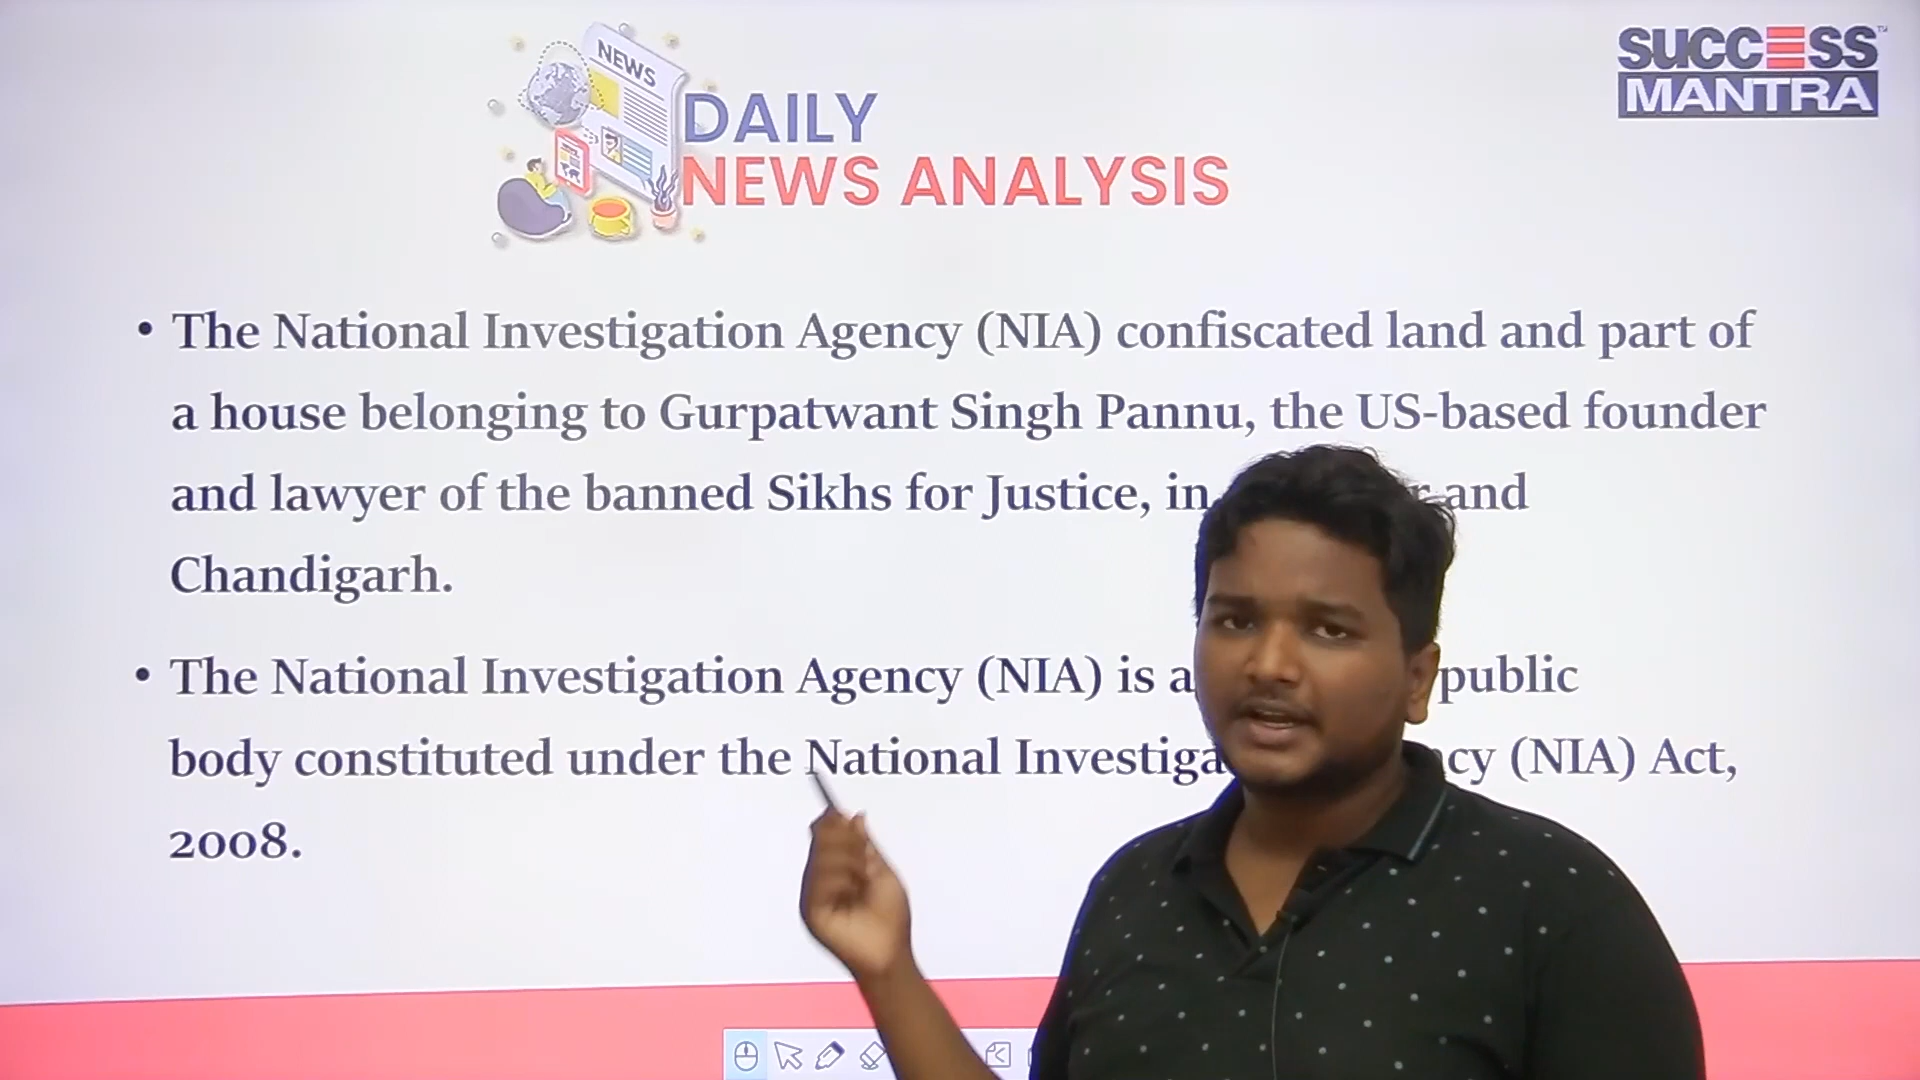 NEWS
DAILY
NEWS ANALYSIS
SUCCESS
MANTRA
TM
• The National Investigation Agency (NIA) confiscated land and part of
a house belonging to Gurpatwant Singh Pannu, the US-based founder
and lawyer of the banned Sikhs for Justice, in and
Chandigarh.
• The National Investigation Agency (NIA) is a public
body constituted under the National (NIA) Act,
2008.